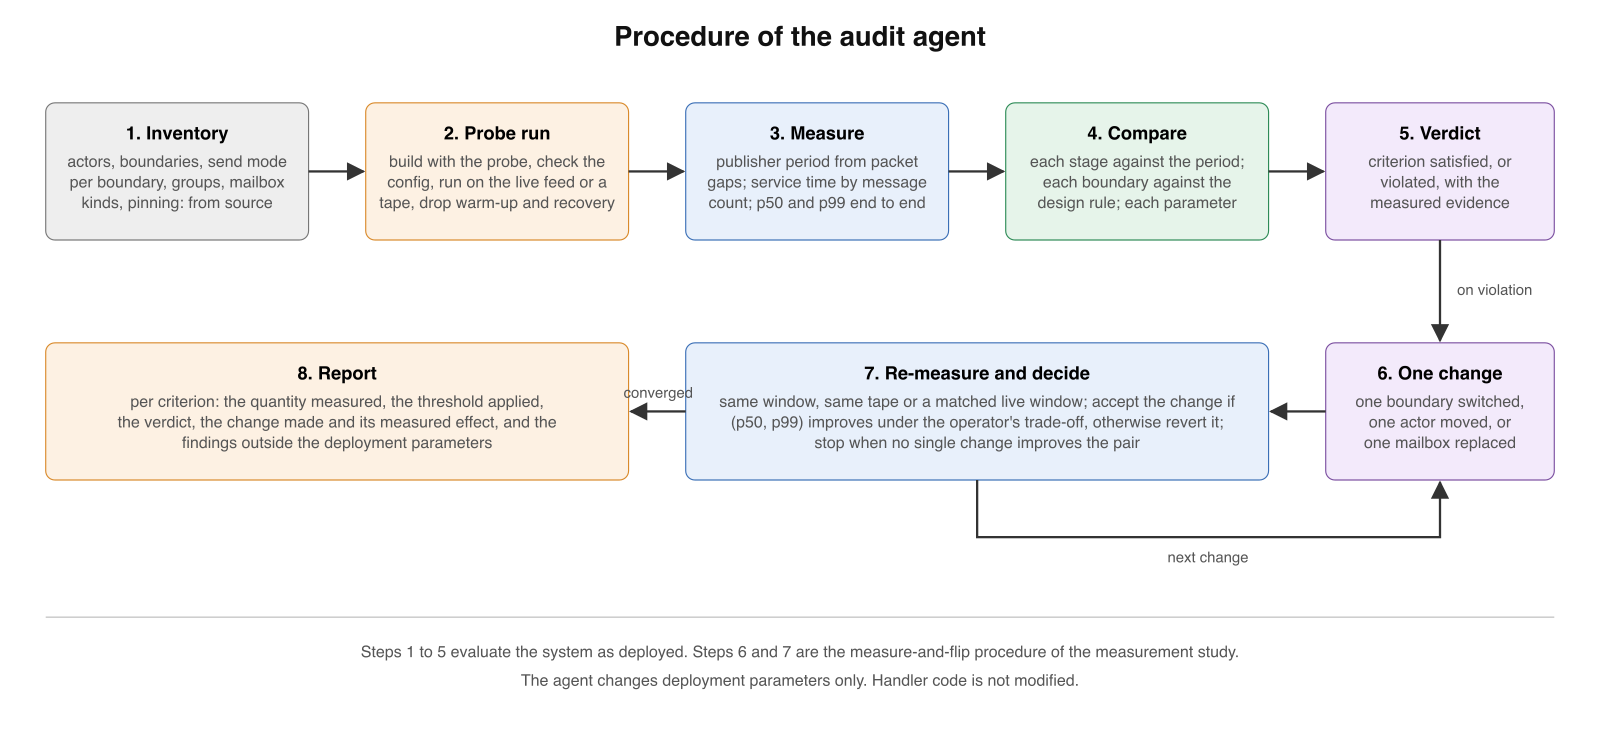 Procedure of the audit agent
1. Inventory
actors, boundaries, send mode
per boundary, groups, mailbox
kinds, pinning: from source
2. Probe run
build with the probe, check the
config, run on the live feed or a
tape, drop warm-up and recovery
3. Measure
publisher period from packet
gaps; service time by message
count; p50 and p99 end to end
4. Compare
each stage against the period;
each boundary against the
design rule; each parameter
5. Verdict
criterion satisfied, or
violated, with the
measured evidence
on violation
6. One change
one boundary switched,
one actor moved, or
one mailbox replaced
7. Re-measure and decide
same window, same tape or a matched live window; accept the change if
(p50, p99) improves under the operator's trade-off, otherwise revert it;
stop when no single change improves the pair
next change
converged
8. Report
per criterion: the quantity measured, the threshold applied,
the verdict, the change made and its measured effect, and the
findings outside the deployment parameters
Steps 1 to 5 evaluate the system as deployed. Steps 6 and 7 are the measure-and-flip procedure of the measurement study.
The agent changes deployment parameters only. Handler code is not modified.